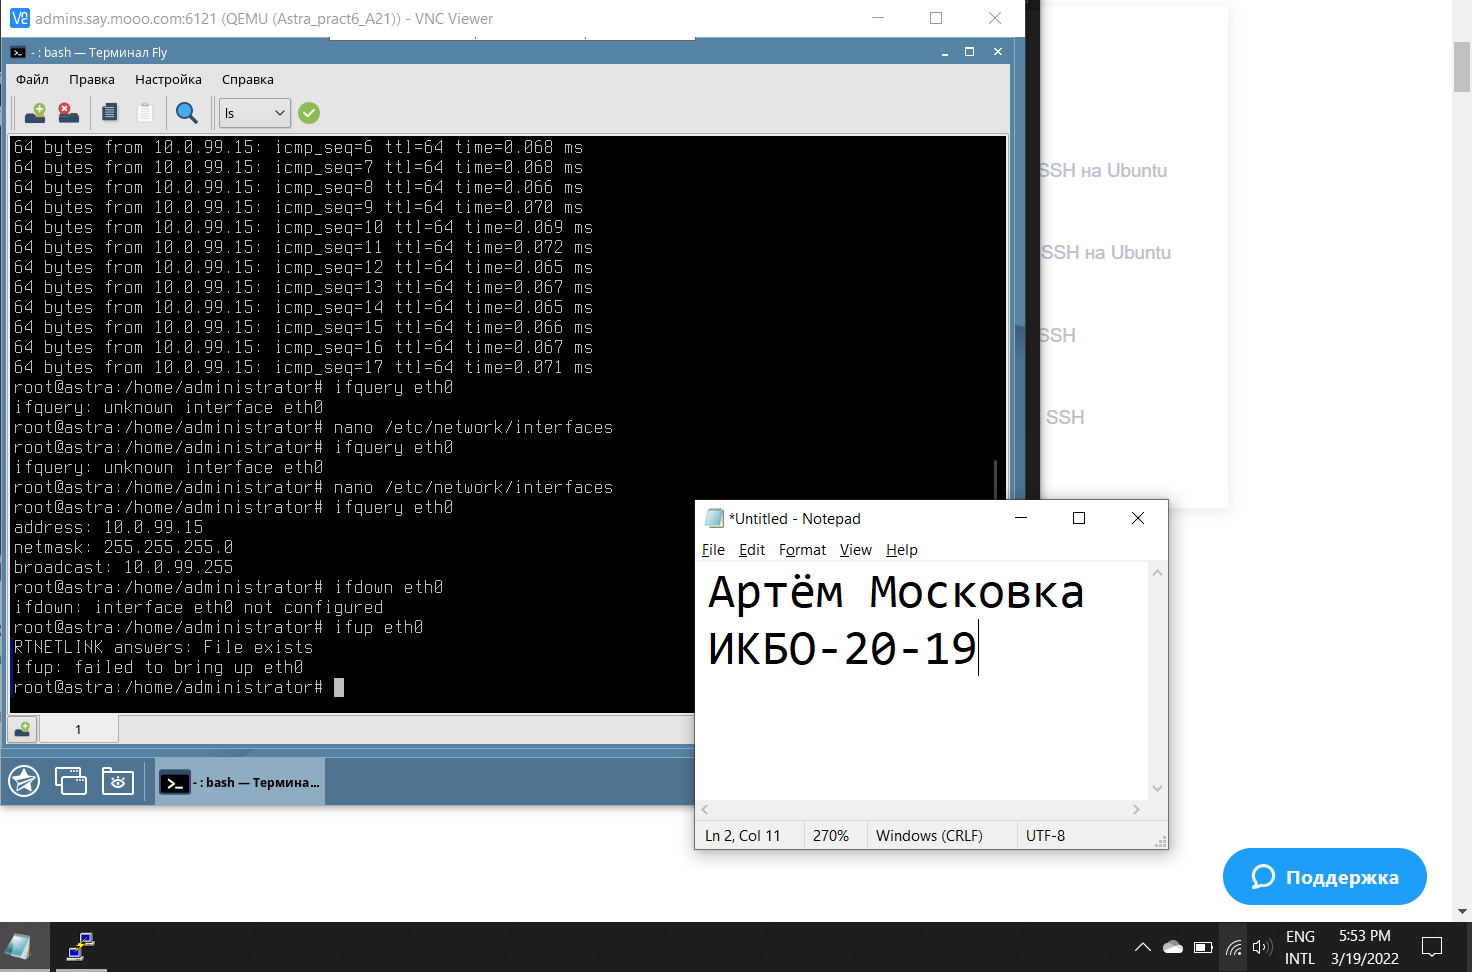 admins.say.mooo.com:6121 (QEMU (Astra_pract6_A21)) - VNC Viewer
- : bash — Терминал Fly
Файл Правка Настройка Справка
ls
64 bytes from 10.0.99.15: icmp_seq=6 ttl=64 time=0.068 ms
64 bytes from 10.0.99.15: icmp_seq=7 ttl=64 time=0.068 ms
64 bytes from 10.0.99.15: icmp_seq=8 ttl=64 time=0.066 ms
64 bytes from 10.0.99.15: icmp_seq=9 ttl=64 time=0.070 ms
64 bytes from 10.0.99.15: icmp_seq=10 ttl=64 time=0.069 ms
64 bytes from 10.0.99.15: icmp_seq=11 ttl=64 time=0.072 ms
64 bytes from 10.0.99.15: icmp_seq=12 ttl=64 time=0.065 ms
64 bytes from 10.0.99.15: icmp_seq=13 ttl=64 time=0.067 ms
64 bytes from 10.0.99.15: icmp_seq=14 ttl=64 time=0.065 ms
64 bytes from 10.0.99.15: icmp_seq=15 ttl=64 time=0.066 ms
64 bytes from 10.0.99.15: icmp_seq=16 ttl=64 time=0.067 ms
64 bytes from 10.0.99.15: icmp_seq=17 ttl=64 time=0.071 ms
root@astra:/home/administrator# ifquery eth0
ifquery: unknown interface eth0
root@astra:/home/administrator# nano /etc/network/interfaces
root@astra:/home/administrator# ifquery eth0
ifquery: unknown interface eth0
root@astra:/home/administrator# nano /etc/network/interfaces
root@astra:/home/administrator# ifquery eth0
address: 10.0.99.15
netmask: 255.255.255.0
broadcast: 10.0.99.255
root@astra:/home/administrator# ifdown eth0
ifdown: interface eth0 not configured
root@astra:/home/administrator# ifup eth0
RTNETLINK answers: File exists
ifup: failed to bring up eth0
root@astra:/home/administrator#
1
- : bash — Термина...
SSH на Ubuntu
SSH на Ubuntu
SSH
SSH
*Untitled - Notepad
File Edit Format View Help
Артём Московка
ИКБО-20-19
Ln 2, Col 11 270% Windows (CRLF) UTF-8
Поддержка
ENG
INTL
5:53 PM
3/19/2022